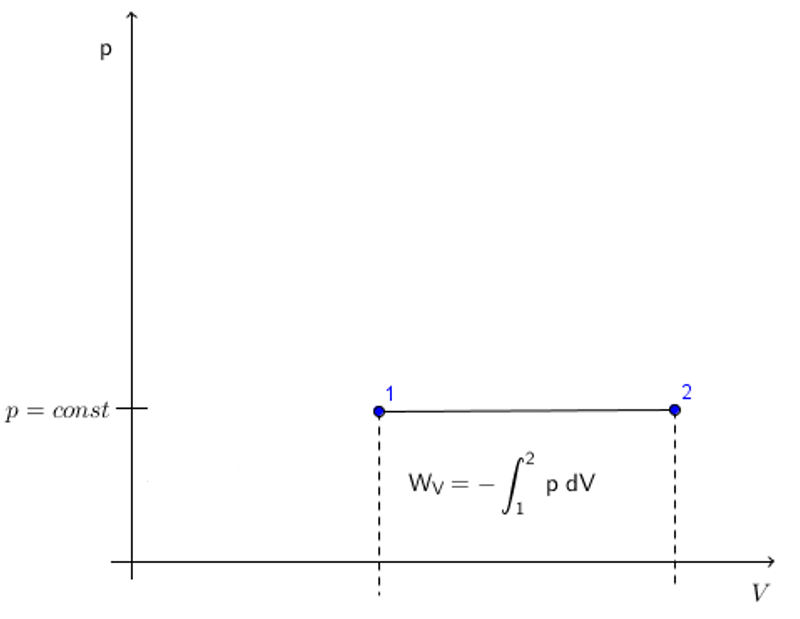 p
1
2
p = const
W_V = − ∫_1^2 p dV
V